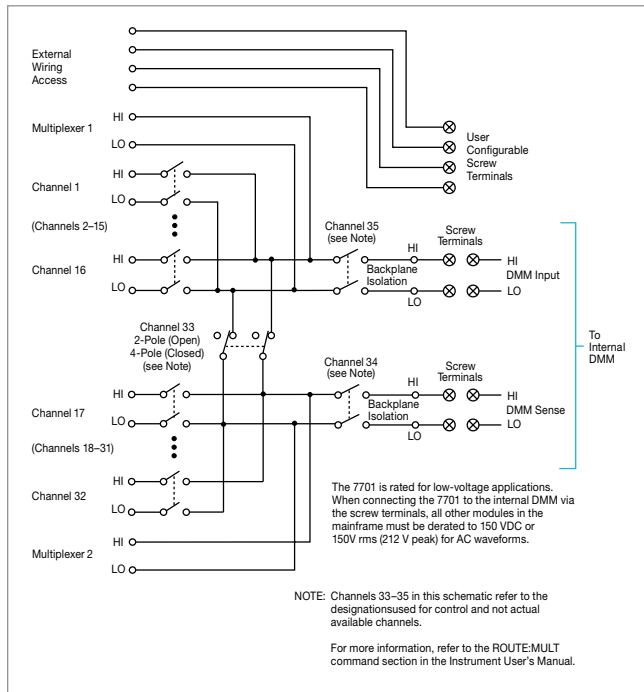 External
Wiring
Access
Multiplexer 1
HI
LO
User
Configurable
Screw
Terminals
Channel 1
HI
LO
(Channels 2–15)
Channel 16
HI
LO
Channel 35
(see Note)
Backplane
Isolation
HI
LO
Screw
Terminals
HI
DMM Input
LO
To
Internal
DMM
Channel 33
2-Pole (Open)
4-Pole (Closed)
(see Note)
Channel 17
HI
LO
(Channels 18–31)
Channel 34
(see Note)
Backplane
Isolation
HI
LO
Screw
Terminals
HI
DMM Sense
LO
Channel 32
HI
LO
Multiplexer 2
HI
LO
The 7701 is rated for low-voltage applications.
When connecting the 7701 to the internal DMM via
the screw terminals, all other modules in the
mainframe must be derated to 150 VDC or
150V rms (212 V peak) for AC waveforms.
NOTE: Channels 33–35 in this schematic refer to the
designationsused for control and not actual
available channels.
For more information, refer to the ROUTE:MULT
command section in the Instrument User's Manual.